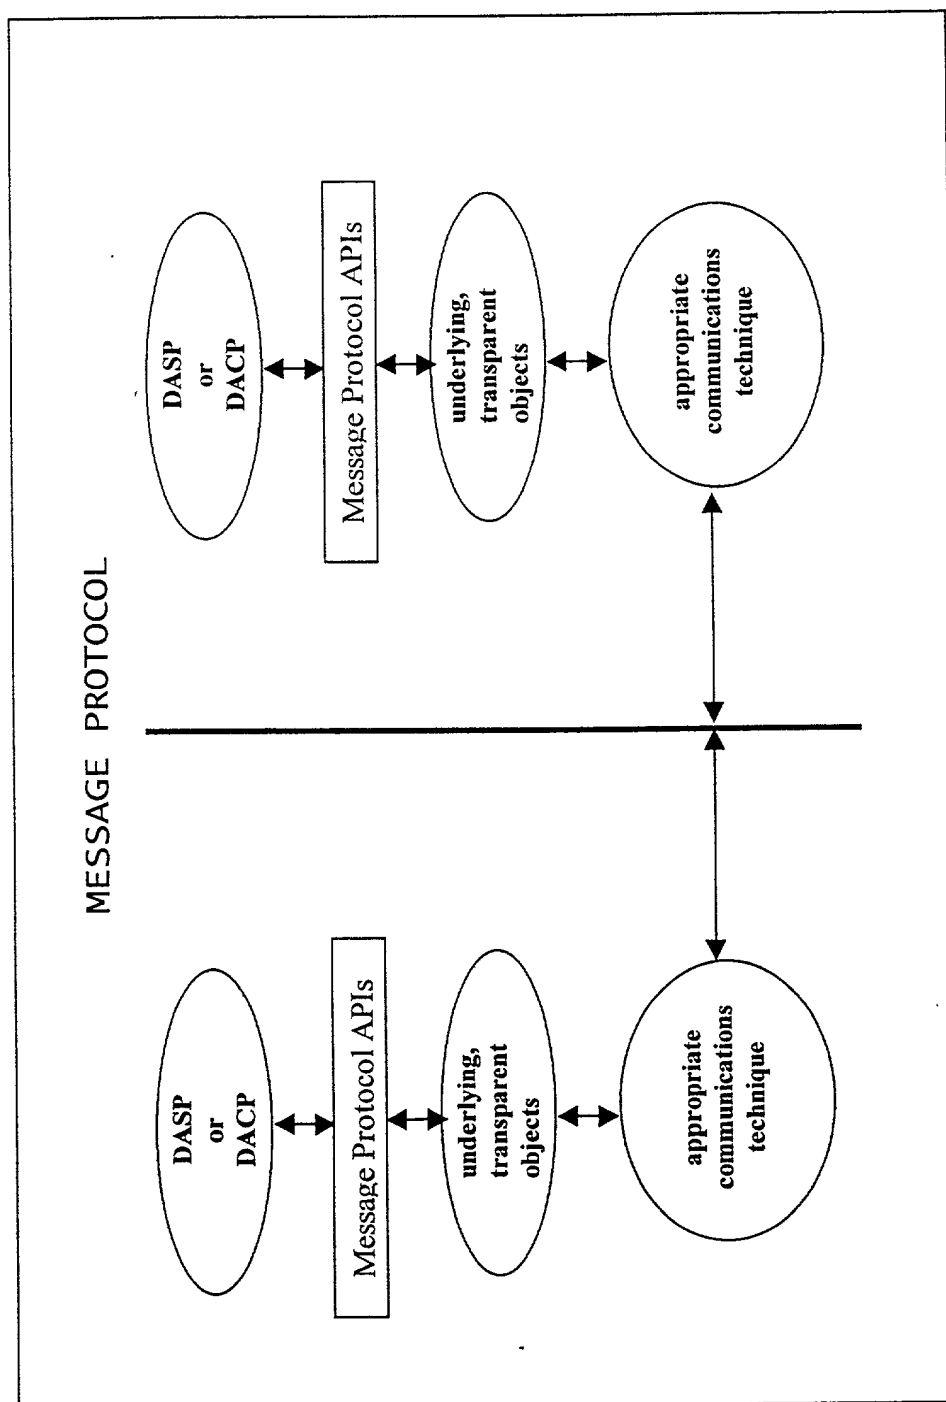 MESSAGE PROTOCOL
DASP
or
DACP
Message Protocol APIs
underlying,
transparent
objects
appropriate
communications
technique
DASP
or
DACP
Message Protocol APIs
underlying,
transparent
objects
appropriate
communications
technique